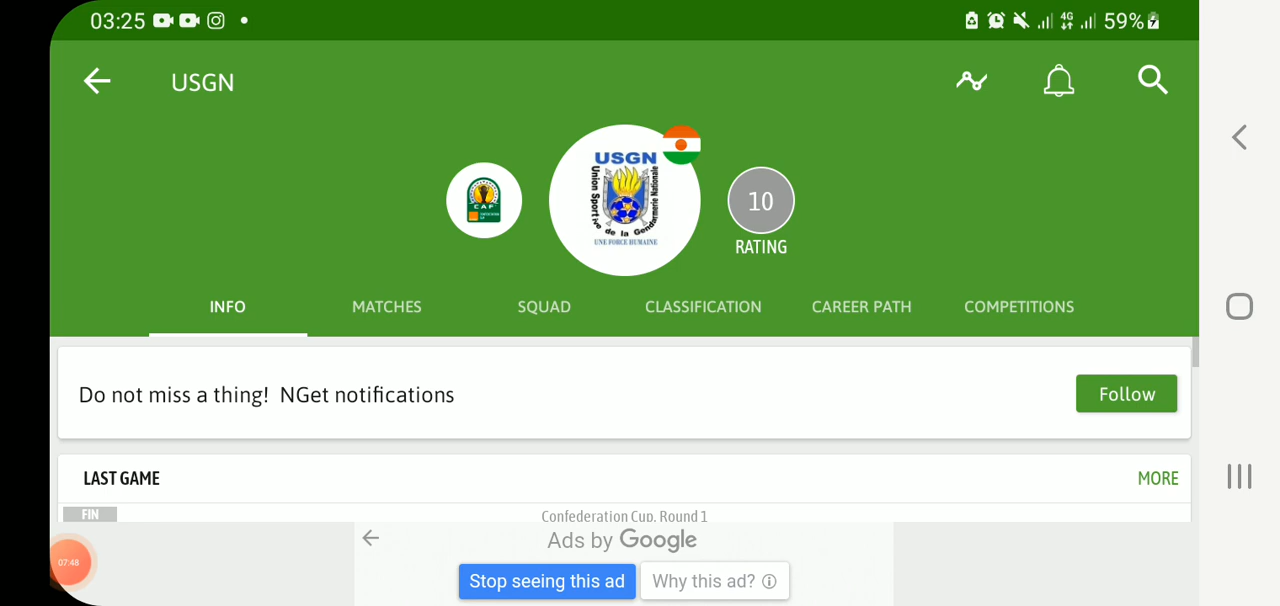 03:25
4G 59%
USGN
CAF
USGN
Union Sportive de la Gendarmerie Nationale
UNE FORCE HUMAINE
10
RATING
INFO MATCHES SQUAD CLASSIFICATION CAREER PATH COMPETITIONS
Do not miss a thing! NGet notifications
Follow
LAST GAME
MORE
FIN
Confederation Cup, Round 1
Ads by Google
Stop seeing this ad
Why this ad?
07:48